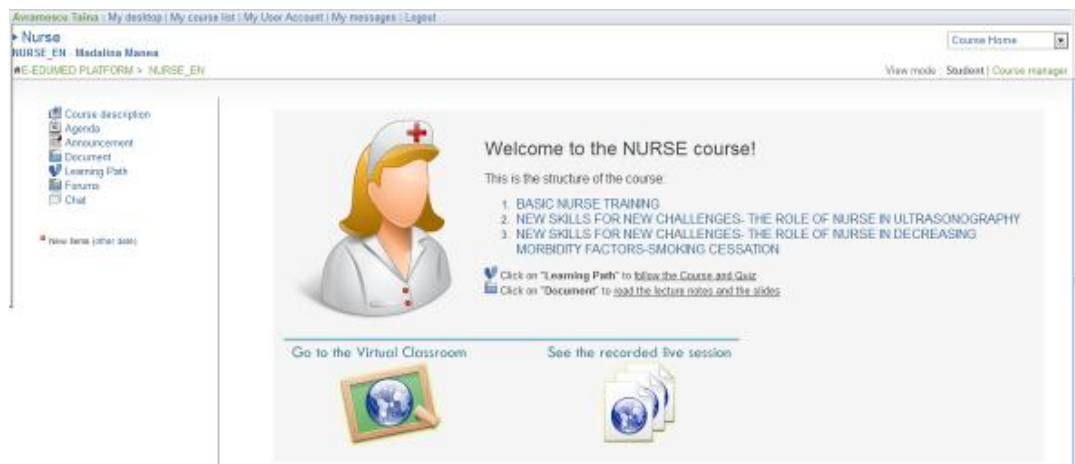 Avramescu Taina : My desktop | My course list | My User Account | My messages | Logout
Nurse
NURSE_EN - Madalina Manea
Course Home
E-EDUMED PLATFORM > NURSE_EN
View mode : Student | Course manager
Course description
Agenda
Announcement
Document
Learning Path
Forums
Chat
New items (other date)
Welcome to the NURSE course!
This is the structure of the course:
1. BASIC NURSE TRAINING
2. NEW SKILLS FOR NEW CHALLENGES- THE ROLE OF NURSE IN ULTRASONOGRAPHY
3. NEW SKILLS FOR NEW CHALLENGES- THE ROLE OF NURSE IN DECREASING
MORBIDITY FACTORS-SMOKING CESSATION
Click on "Learning Path" to follow the Course and Quiz
Click on "Document" to read the lecture notes and the slides
Go to the Virtual Classroom
See the recorded live session